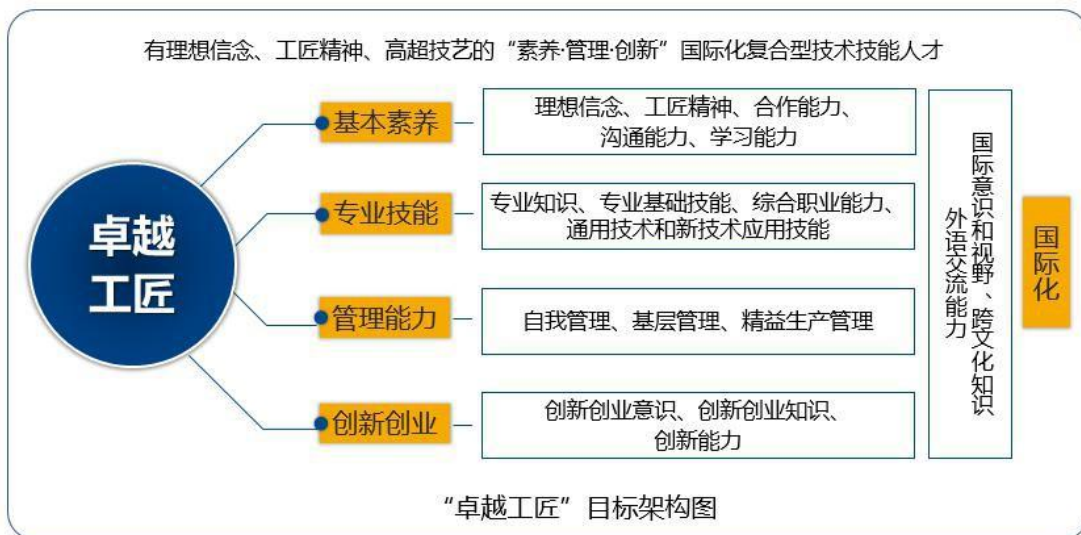 有理想信念、工匠精神、高超技艺的“素养·管理·创新”国际化复合型技术技能人才
卓越
工匠
基本素养
理想信念、工匠精神、合作能力、
沟通能力、学习能力
专业技能
专业知识、专业基础技能、综合职业能力、
通用技术和新技术应用技能
管理能力
自我管理、基层管理、精益生产管理
创新创业
创新创业意识、创新创业知识、
创新能力
国际意识和视野、跨文化知识
外语交流能力
国际化
“卓越工匠”目标架构图